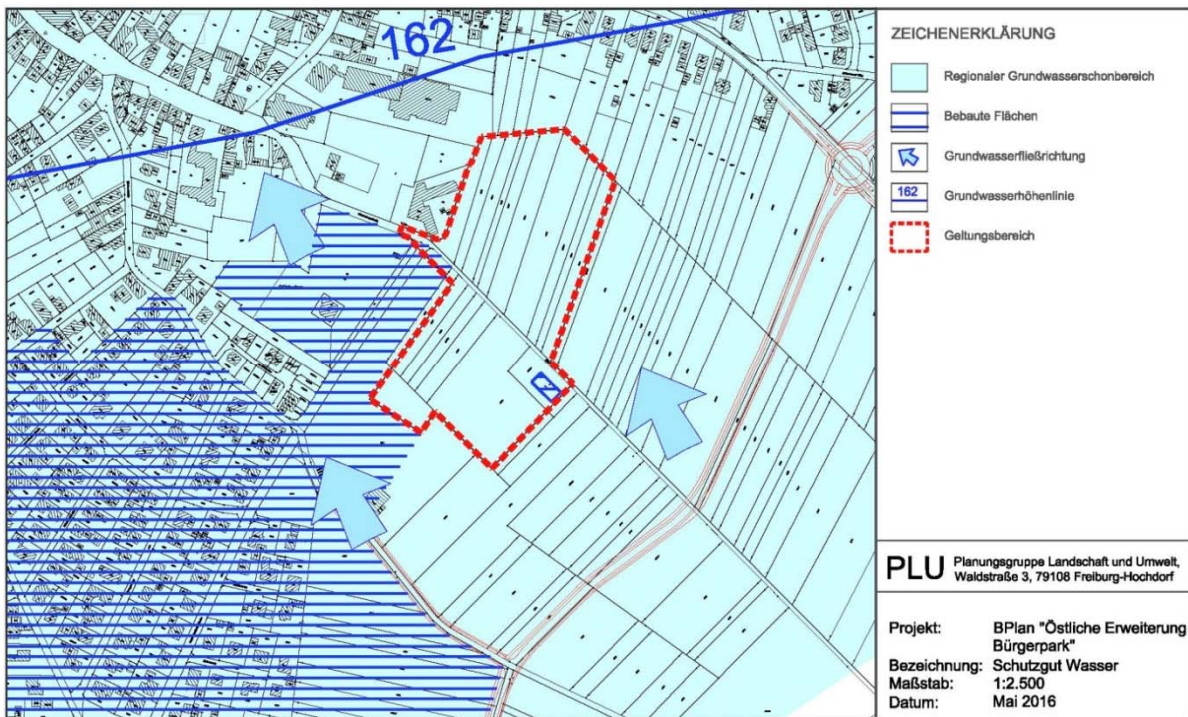 162
ZEICHENERKLÄRUNG
Regionaler Grundwasserschonbereich
Bebaute Flächen
Grundwasserfließrichtung
162
Grundwasserhöhenlinie
Geltungsbereich
PLU Planungsgruppe Landschaft und Umwelt,
Waldstraße 3, 79108 Freiburg-Hochdorf
Projekt: BPlan "Östliche Erweiterung
Bürgerpark"
Bezeichnung: Schutzgut Wasser
Maßstab: 1:2.500
Datum: Mai 2016